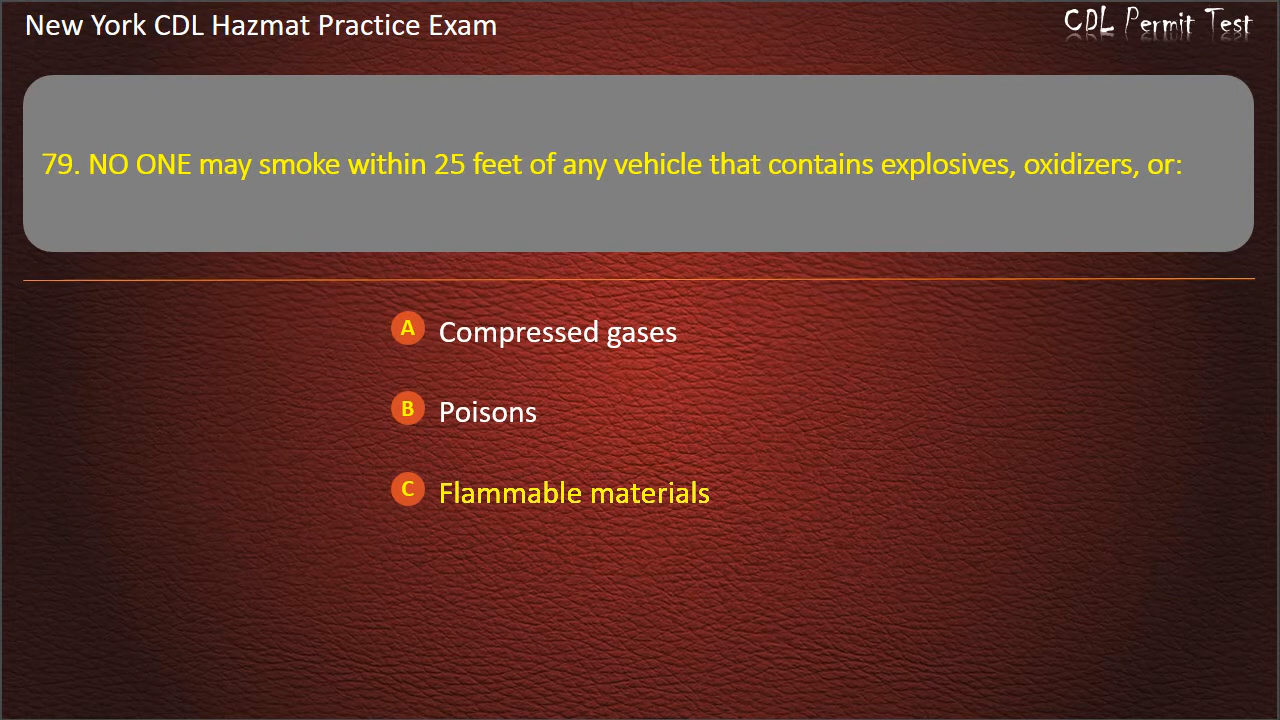 New York CDL Hazmat Practice Exam
CDL Permit Test
79. NO ONE may smoke within 25 feet of any vehicle that contains explosives, oxidizers, or:
A Compressed gases
B Poisons
C Flammable materials